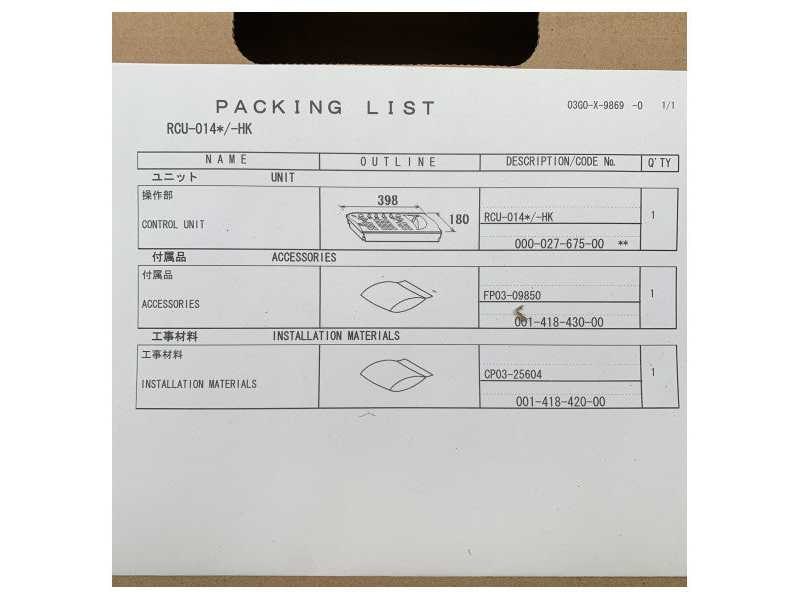 PACKING LIST
03GO-X-9869 -0 1/1
RCU-014*/-HK
NAME OUTLINE DESCRIPTION/CODE No. Q'TY
ユニット UNIT
操作部
CONTROL UNIT
398
180
RCU-014*/-HK
000-027-675-00 **
1
付属品 ACCESSORIES
付属品
ACCESSORIES
FP03-09850
001-418-430-00
1
工事材料 INSTALLATION MATERIALS
工事材料
INSTALLATION MATERIALS
CP03-25604
001-418-420-00
1